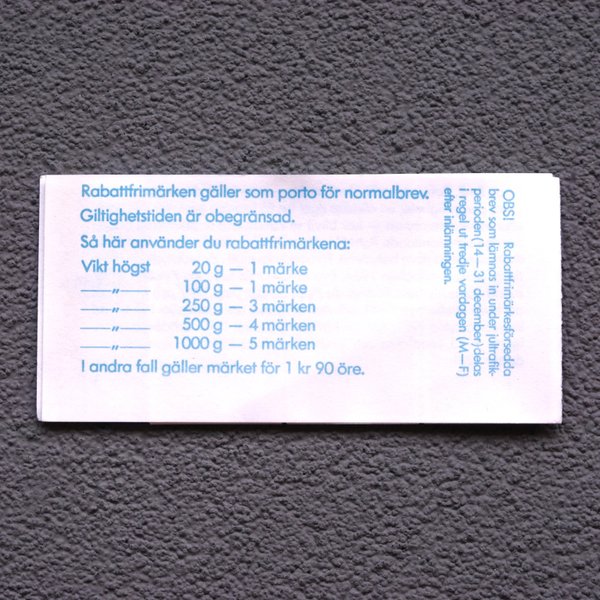 Rabattfrimärken gäller som porto för normalbrev.
Giltighetstiden är obegränsad.
Så här använder du rabattfrimärkena:
Vikt högst 20 g — 1 märke
—„— 100 g — 1 märke
—„— 250 g — 3 märken
—„— 500 g — 4 märken
—„— 1000 g — 5 märken
I andra fall gäller märket för 1 kr 90 öre.
OBS! Rabattfrimärkesförsedda
brev som lämnas in under jultrafik-
perioden (14—31 december) delas
i regel ut tredje vardagen (M—F)
efter inlämningen.